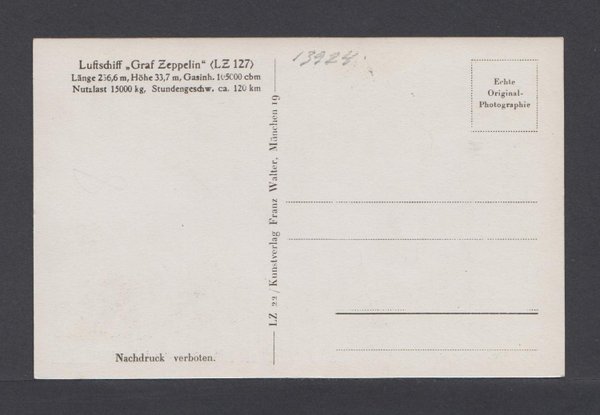 Luftschiff „Graf Zeppelin“ (LZ 127)
Länge 236,6 m, Höhe 33,7 m, Gasinh. 105000 cbm
Nutzlast 15000 kg, Stundengeschw. ca. 120 km
13924
Echte
Original-
Photographie
LZ 22 / Kunstverlag Franz Walter, München 19
Nachdruck verboten.